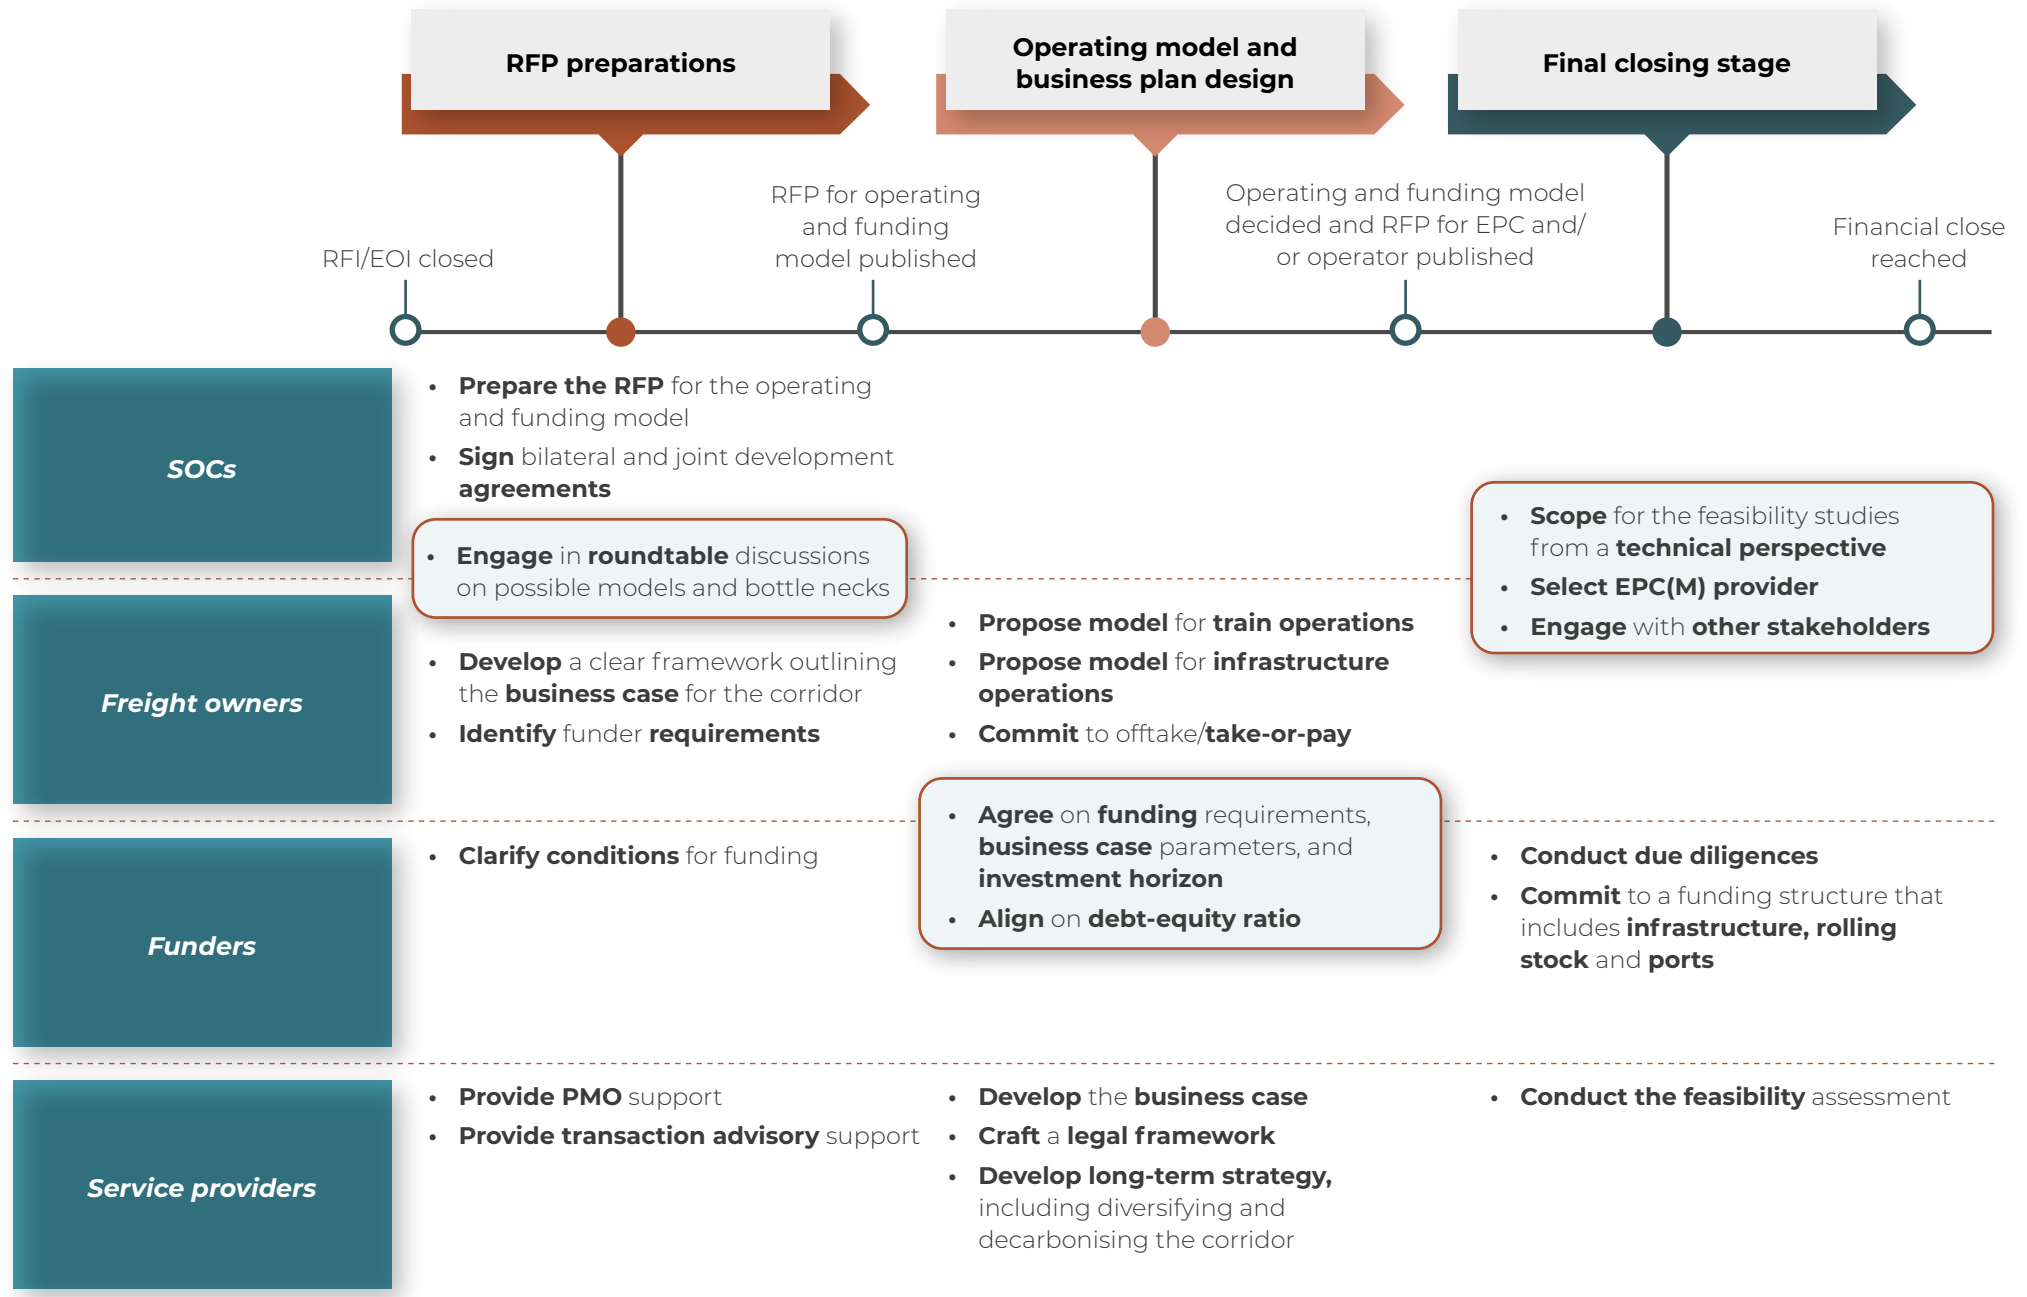 RFP preparations
Operating model and
business plan design
Final closing stage
RFI/EOI closed
RFP for operating
and funding
model published
Operating and funding model
decided and RFP for EPC and/
or operator published
Financial close
reached
SOCs
• Prepare the RFP for the operating
and funding model
• Sign bilateral and joint development
agreements
• Engage in roundtable discussions
on possible models and bottle necks
• Scope for the feasibility studies
from a technical perspective
• Select EPC(M) provider
• Engage with other stakeholders
Freight owners
• Develop a clear framework outlining
the business case for the corridor
• Identify funder requirements
• Propose model for train operations
• Propose model for infrastructure
operations
• Commit to offtake/take-or-pay
• Agree on funding requirements,
business case parameters, and
investment horizon
• Align on debt-equity ratio
Funders
• Clarify conditions for funding
• Conduct due diligences
• Commit to a funding structure that
includes infrastructure, rolling
stock and ports
Service providers
• Provide PMO support
• Provide transaction advisory support
• Develop the business case
• Craft a legal framework
• Develop long-term strategy,
including diversifying and
decarbonising the corridor
• Conduct the feasibility assessment